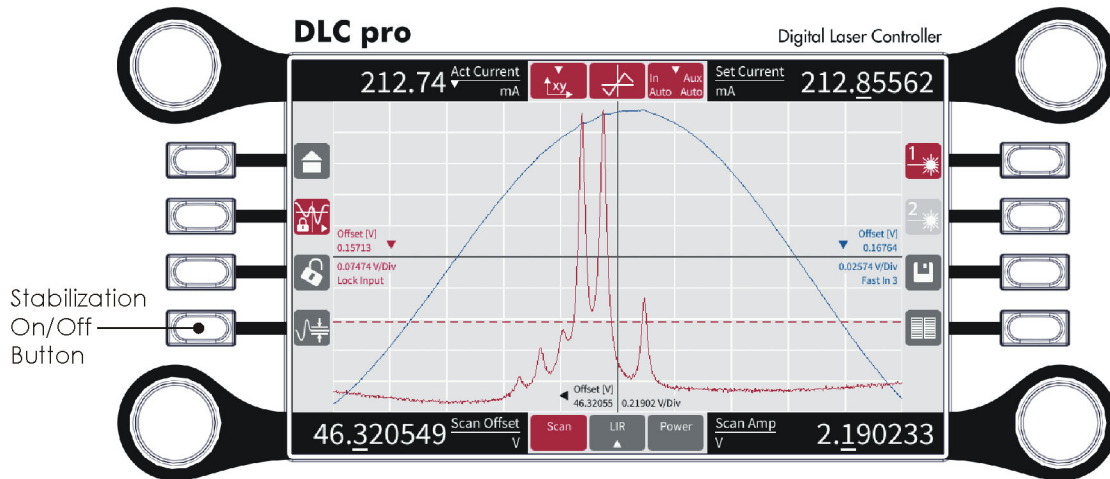 DLC pro
Digital Laser Controller
212.74 Act Current mA
xy
In Aux
Auto Auto
Set Current mA 212.85562
1
2
Offset [V]
0.15713
0.07474 V/Div
Lock Input
Offset [V]
0.16764
0.02574 V/Div
Fast In 3
Stabilization
On/Off
Button
Offset [V]
46.32055 0.21902 V/Div
46.320549 Scan Offset V
Scan
LIR
Power
Scan Amp V 2.190233